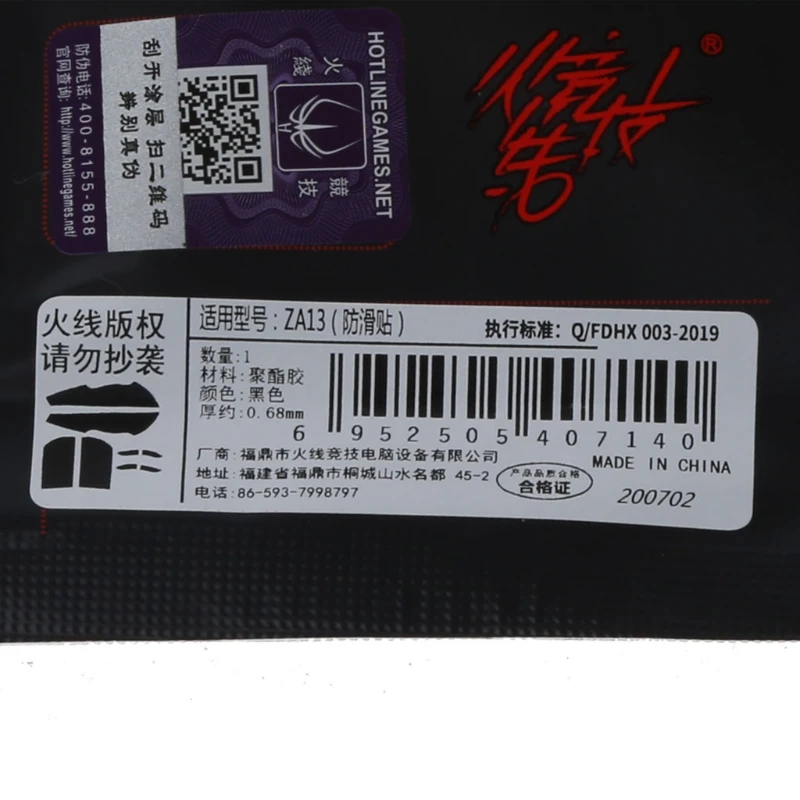 防伪电话:400-8155-888
官网查询: http://www.hotlinegames.net/
刮开涂层 扫二维码
辨别真伪
火线
競技
HOTLINEGAMES.NET
®
火线版权
请勿抄袭
适用型号: ZA13 (防滑贴)
执行标准: Q/FDHX 003-2019
数量:1
材料:聚酯胶
颜色:黑色
厚约:0.68mm
6 952505 407140
厂商:福鼎市火线竞技电脑设备有限公司
地址:福建省福鼎市桐城山水名都 45-2
电话:86-593-7998797
MADE IN CHINA
产品品质合格
合格证
200702